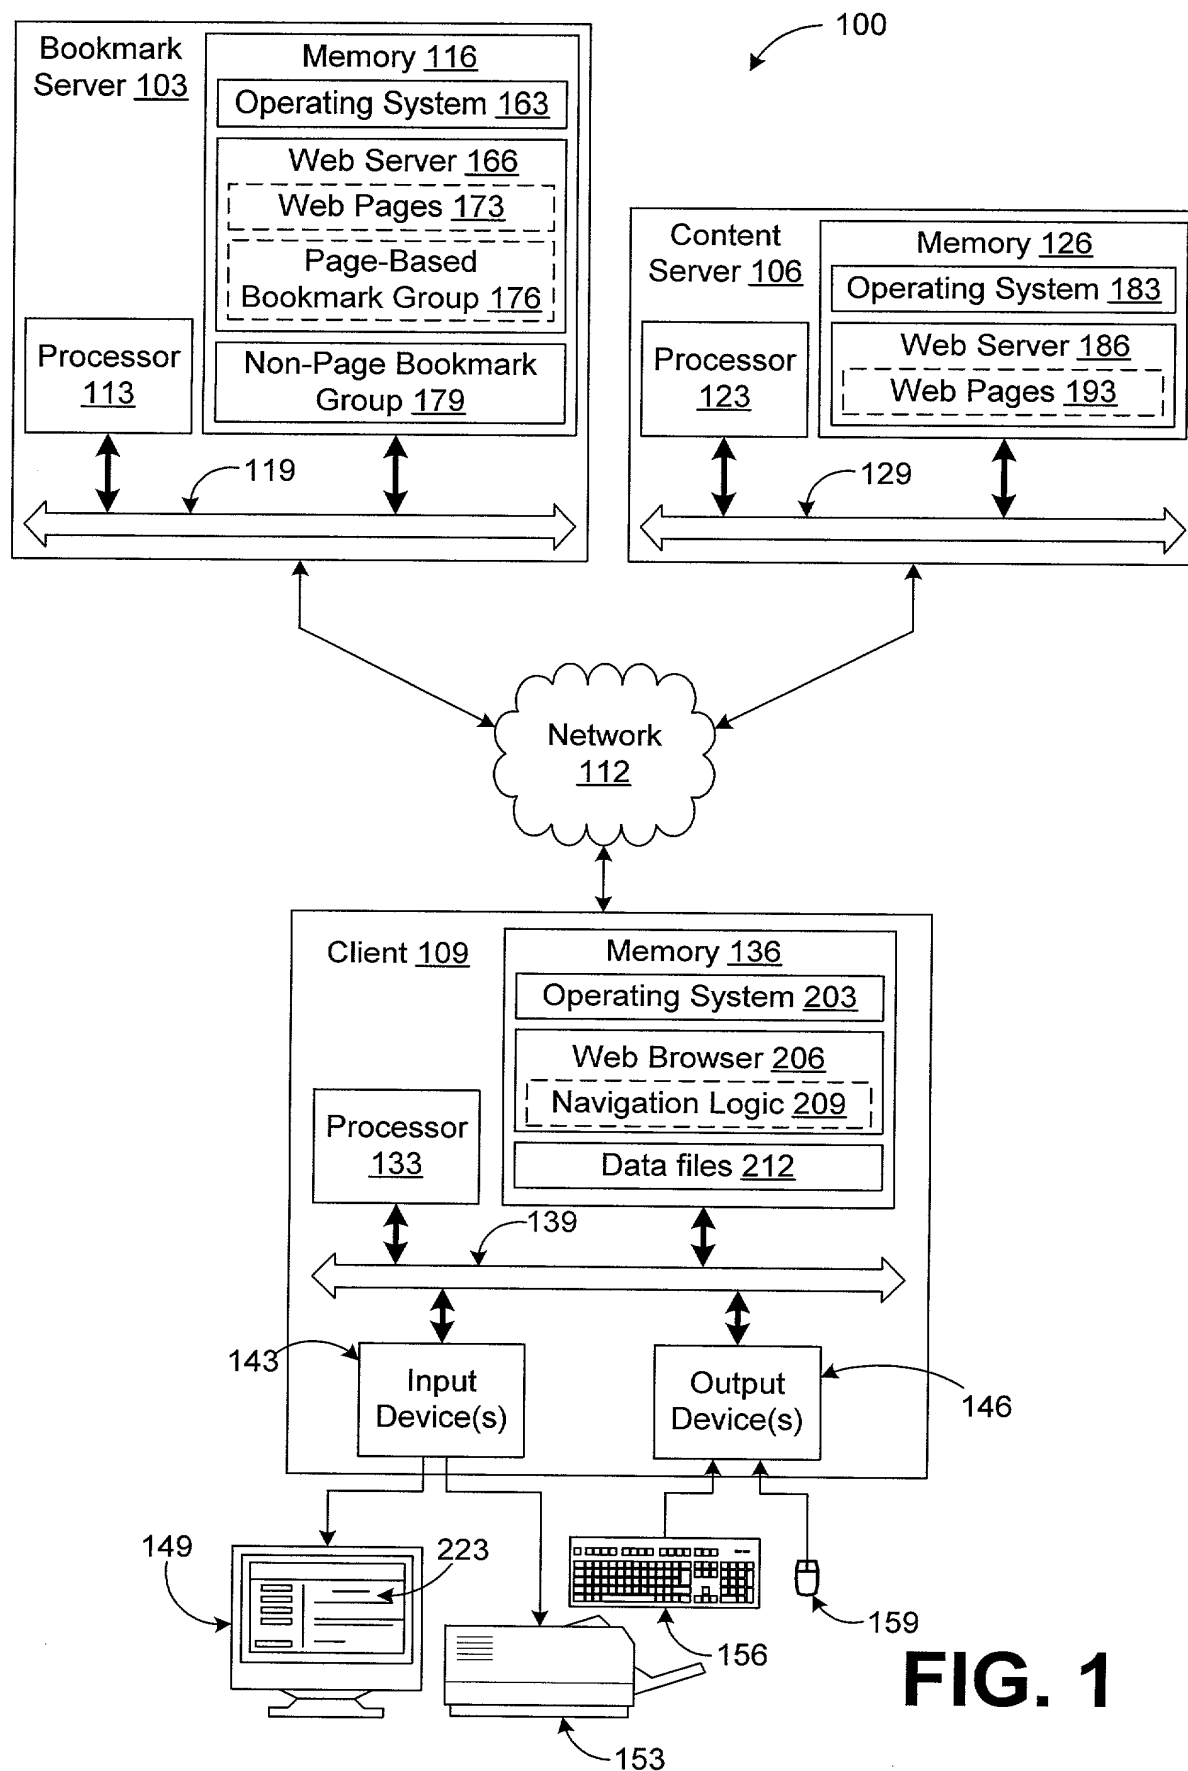 100
Bookmark
Server 103
Memory 116
Operating System 163
Web Server 166
Web Pages 173
Page-Based
Bookmark Group 176
Non-Page Bookmark
Group 179
Processor
113
119
Content
Server 106
Memory 126
Operating System 183
Web Server 186
Web Pages 193
Processor
123
129
Network
112
Client 109
Memory 136
Operating System 203
Web Browser 206
Navigation Logic 209
Data files 212
Processor
133
139
143
Input
Device(s)
Output
Device(s)
146
149
223
153
156
159
FIG. 1